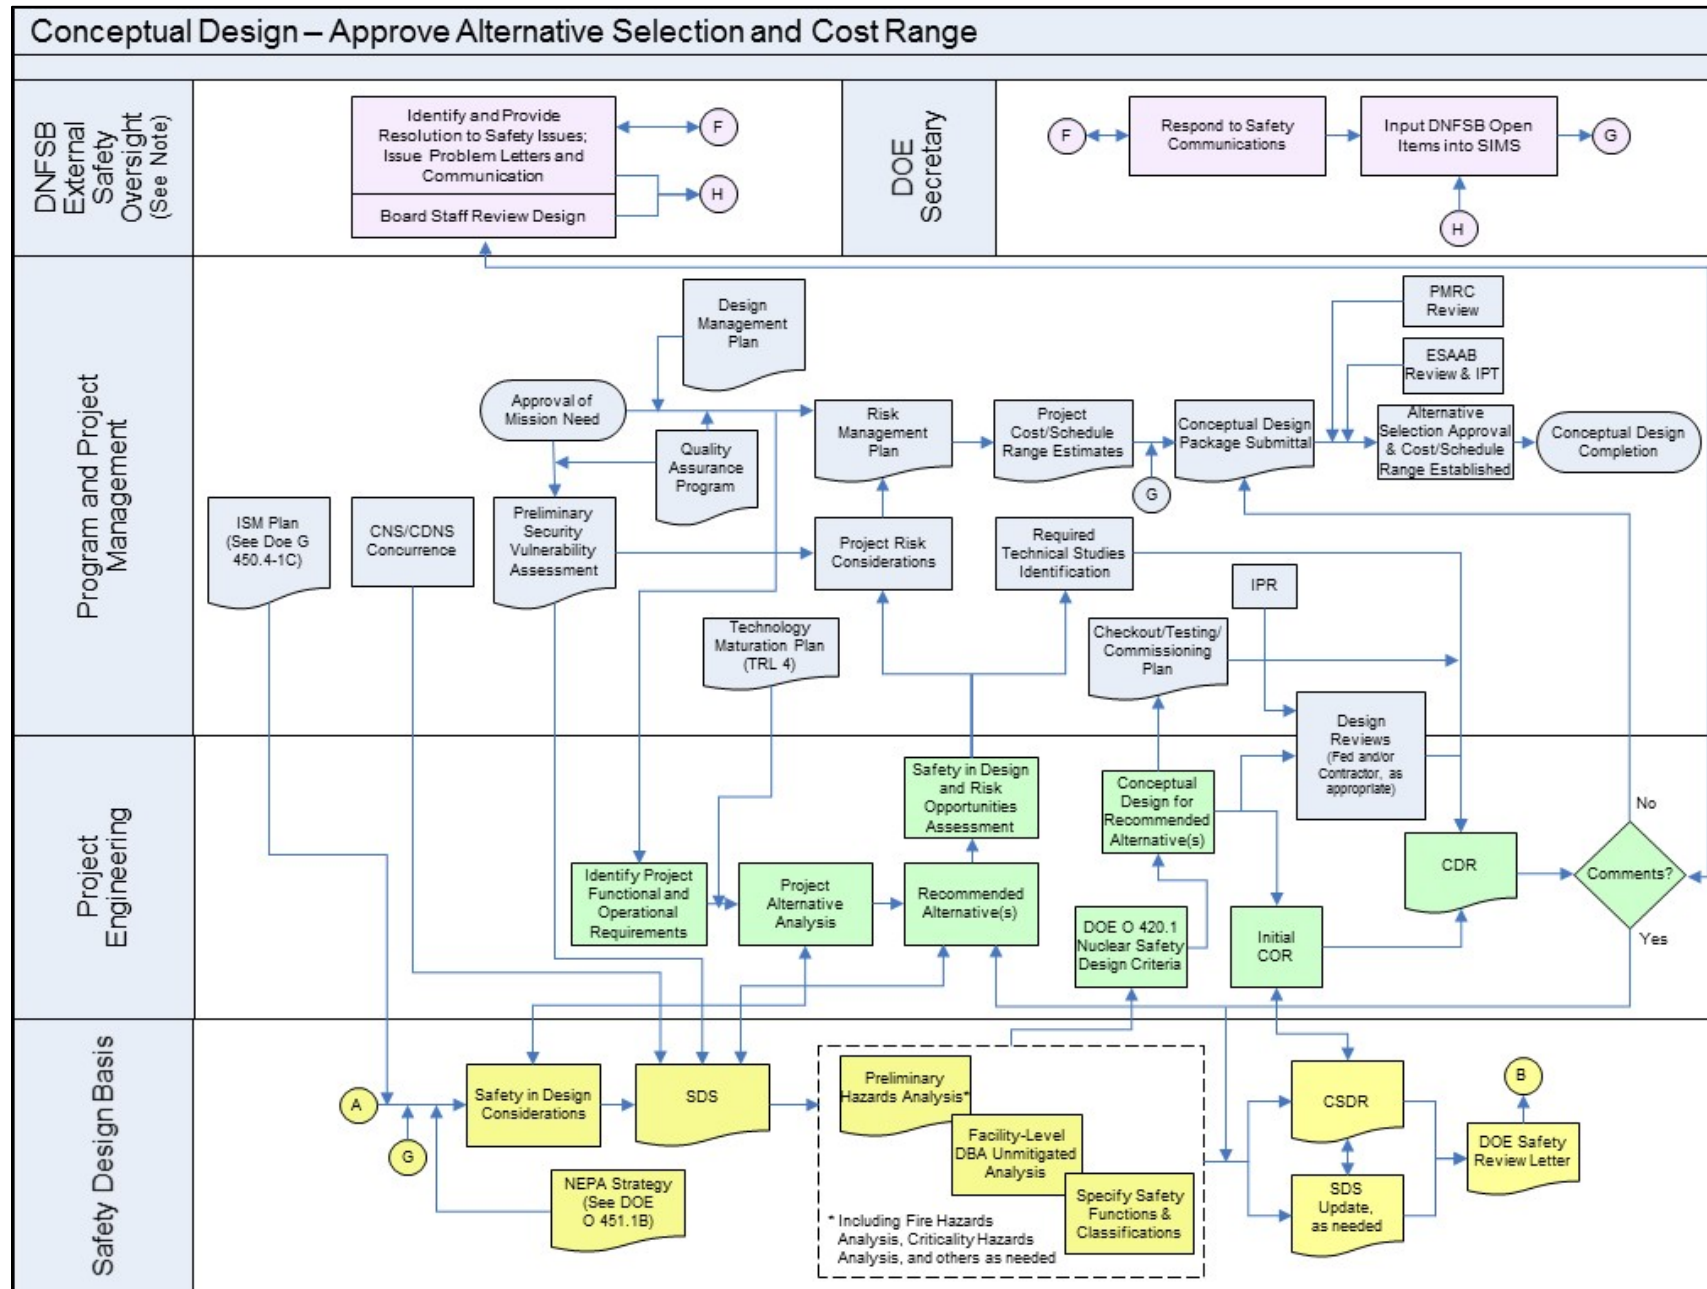 Conceptual Design – Approve Alternative Selection and Cost Range
DNFSB
External
Safety
Oversight
(See Note)
Identify and Provide
Resolution to Safety Issues;
Issue Problem Letters and
Communication
Board Staff Review Design
F
H
DOE
Secretary
F
Respond to Safety
Communications
Input DNFSB Open
Items into SIMS
G
H
Program and Project
Management
Design
Management
Plan
PMRC
Review
ESAAB
Review & IPT
Approval of
Mission Need
Quality
Assurance
Program
Risk
Management
Plan
Project
Cost/Schedule
Range Estimates
G
Conceptual Design
Package Submittal
Alternative
Selection Approval
& Cost/Schedule
Range Established
Conceptual Design
Completion
ISM Plan
(See Doe G
450.4-1C)
CNS/CDNS
Concurrence
Preliminary
Security
Vulnerability
Assessment
Project Risk
Considerations
Required
Technical Studies
Identification
IPR
Technology
Maturation Plan
(TRL 4)
Checkout/Testing/
Commissioning
Plan
Design
Reviews
(Fed and/or
Contractor, as
appropriate)
Project
Engineering
Safety in Design
and Risk
Opportunities
Assessment
Conceptual
Design for
Recommended
Alternative(s)
No
Identify Project
Functional and
Operational
Requirements
Project
Alternative
Analysis
Recommended
Alternative(s)
CDR
Comments?
DOE O 420.1
Nuclear Safety
Design Criteria
Initial
COR
Yes
Safety Design Basis
A
G
Safety in Design
Considerations
SDS
NEPA Strategy
(See DOE
O 451.1B)
Preliminary
Hazards Analysis*
Facility-Level
DBA Unmitigated
Analysis
Specify Safety
Functions &
Classifications
* Including Fire Hazards
Analysis, Criticality Hazards
Analysis, and others as needed
CSDR
SDS
Update,
as needed
B
DOE Safety
Review Letter